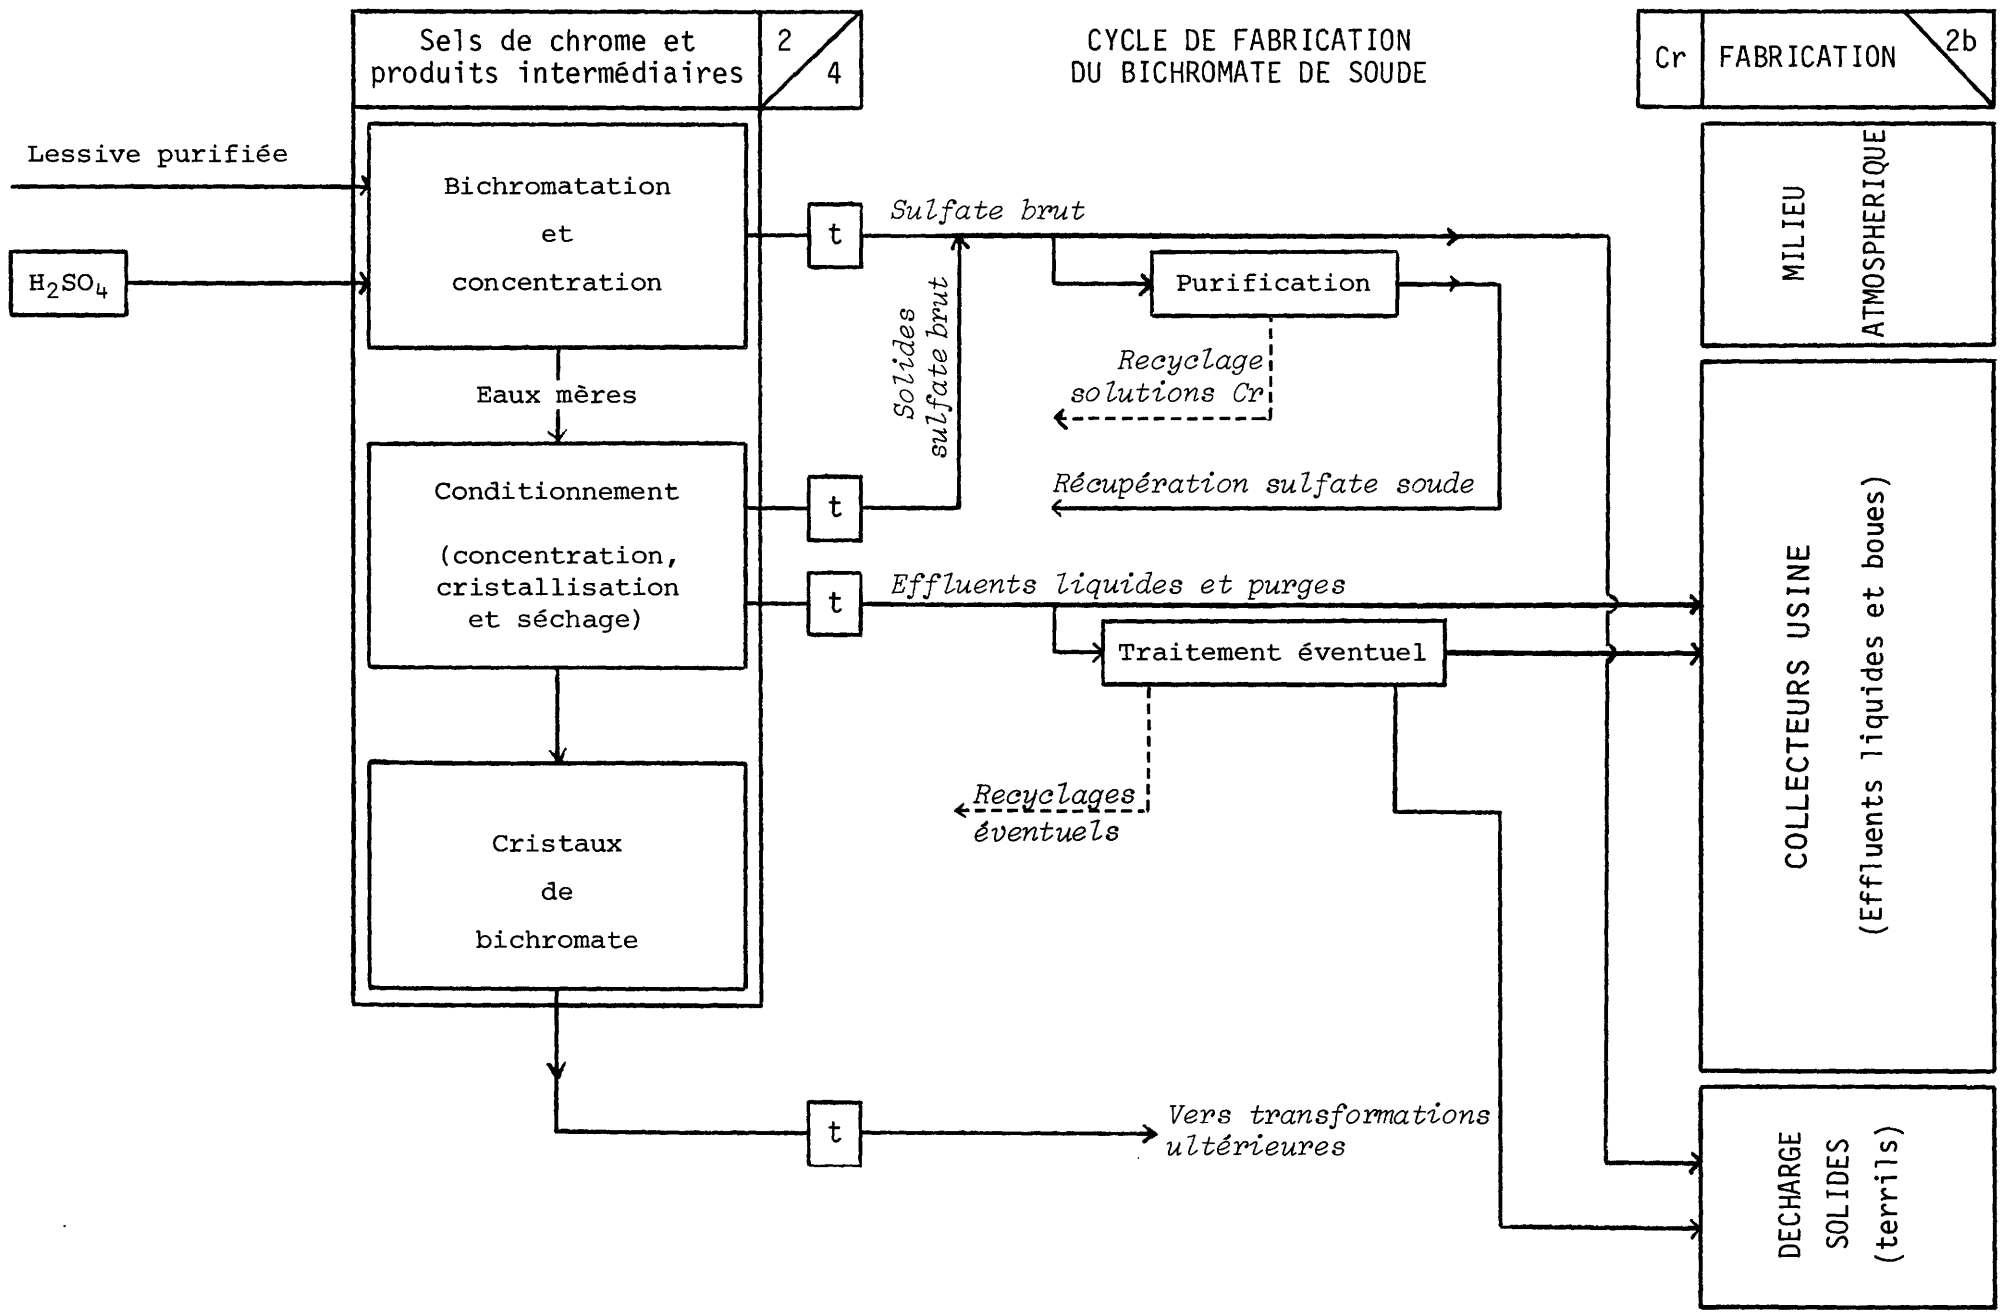 Sels de chrome et
produits intermédiaires
2
4
CYCLE DE FABRICATION
DU BICHROMATE DE SOUDE
Cr
FABRICATION
2b
Lessive purifiée
H₂SO₄
Bichromatation
et
concentration
t
Sulfate brut
Purification
Solides
sulfate brut
Recyclage
solutions Cr
Eaux mères
Récupération sulfate soude
Conditionnement
(concentration,
cristallisation
et séchage)
t
t
Effluents liquides et purges
Traitement éventuel
Recyclages
éventuels
Cristaux
de
bichromate
t
Vers transformations
ultérieures
MILIEU
ATMOSPHERIQUE
COLLECTEURS USINE
(Effluents liquides et boues)
DECHARGE
SOLIDES
(terrils)